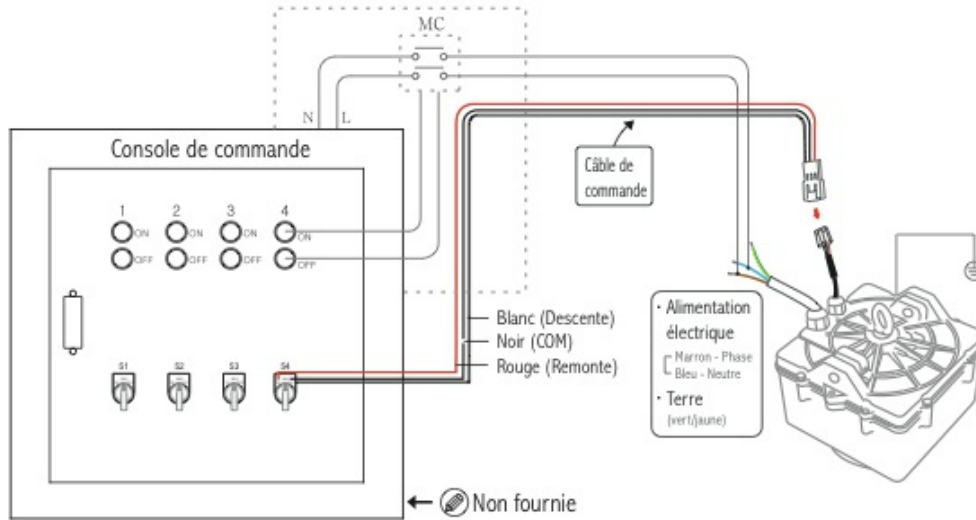 MC
N L
Console de commande
1 2 3 4
ON ON ON ON
OFF OFF OFF OFF
S1 S2 S3 S4
Câble de
commande
Blanc (Descente)
Noir (COM)
Rouge (Remonte)
· Alimentation
électrique
Marron - Phase
Bleu - Neutre
· Terre
(vert/jaune)
Non fournie